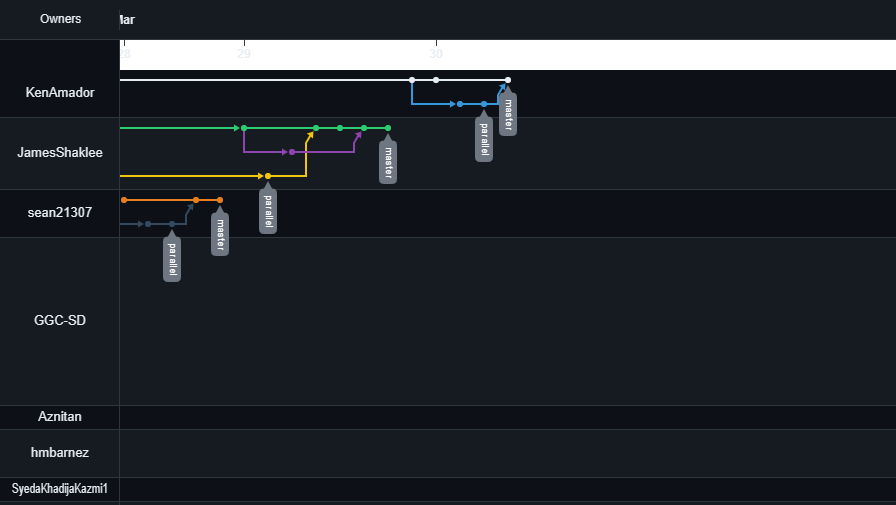 Owners
Mar
28
29
30
KenAmador
master
parallel
JamesShaklee
master
parallel
sean21307
master
parallel
GGC-SD
Aznitan
hmbarnez
SyedaKhadijaKazmi1